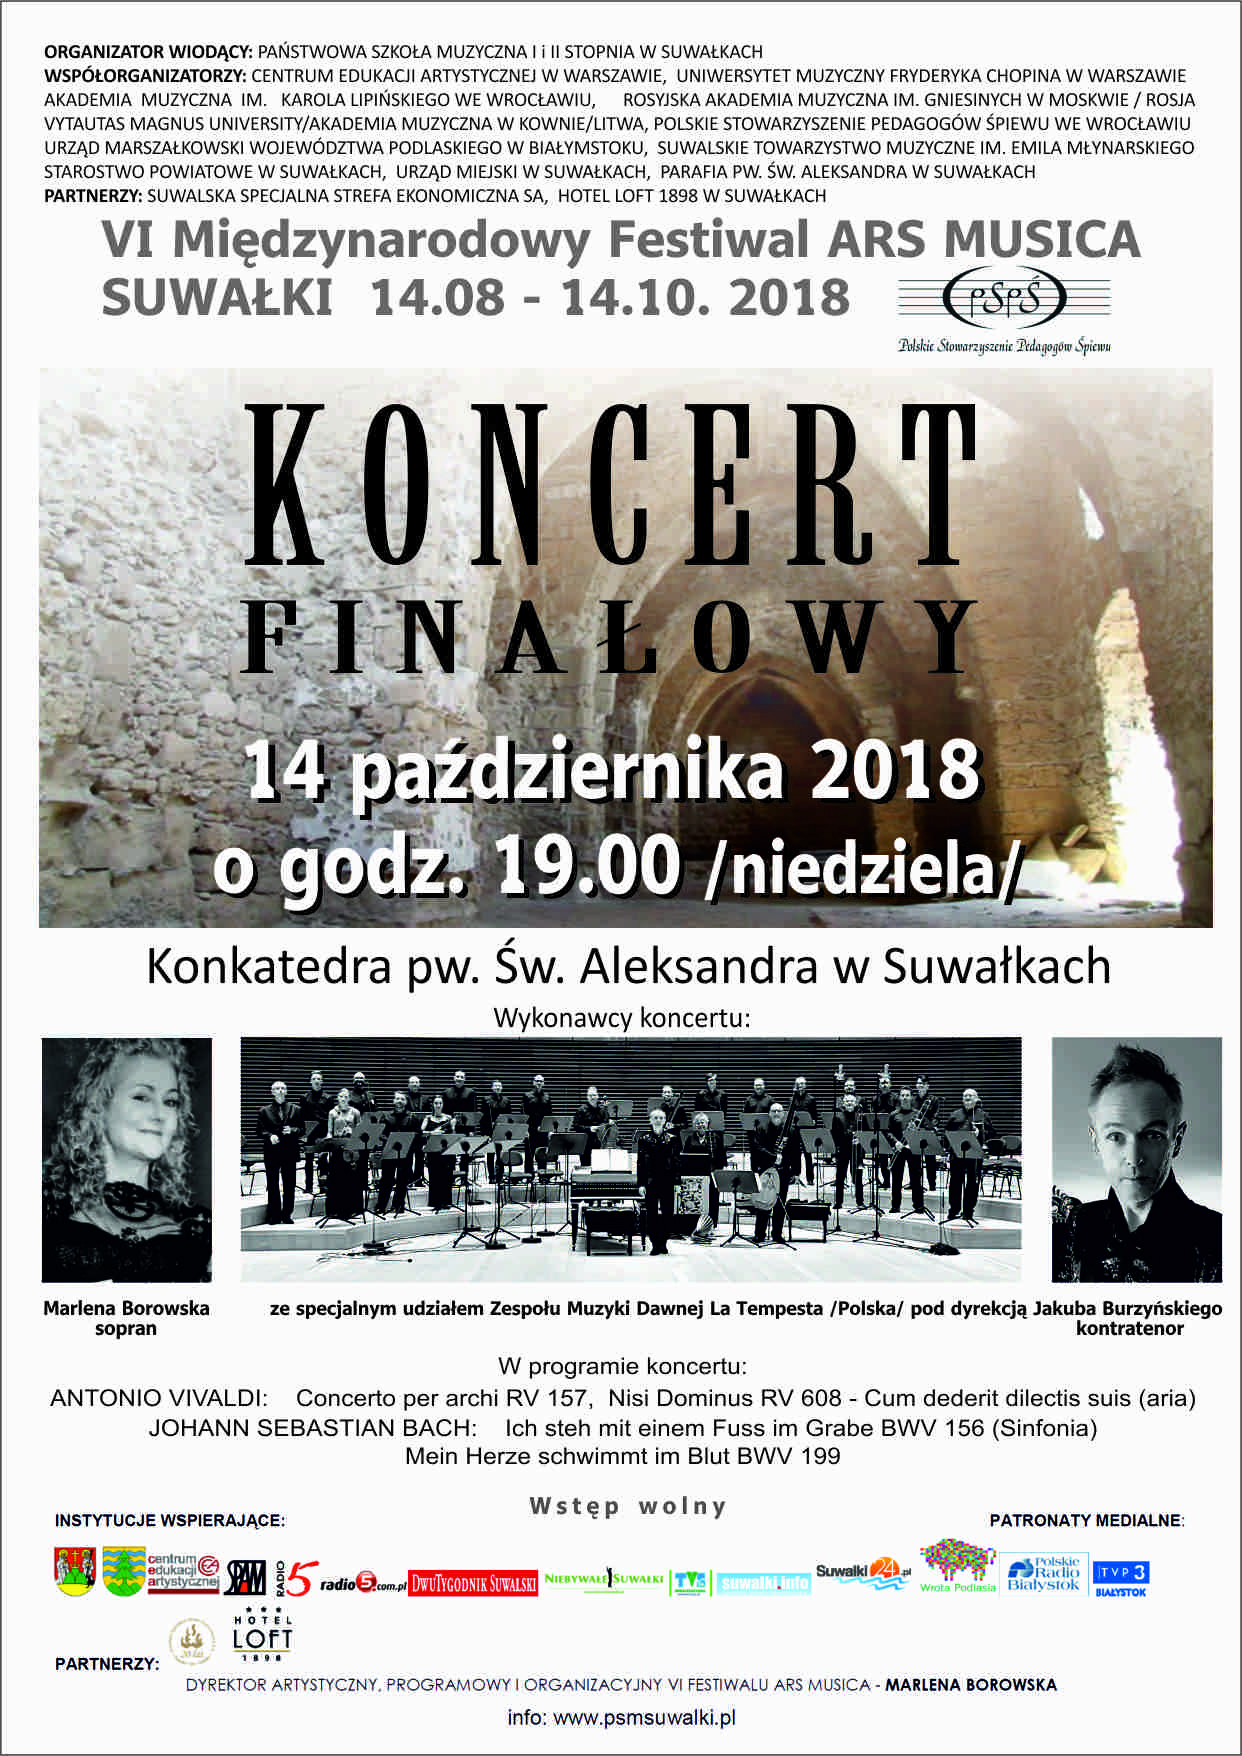 ORGANIZATOR WIODĄCY: PAŃSTWOWA SZKOŁA MUZYCZNA I i II STOPNIA W SUWAŁKACH
WSPÓŁORGANIZATORZY: CENTRUM EDUKACJI ARTYSTYCZNEJ W WARSZAWIE, UNIWERSYTET MUZYCZNY FRYDERYKA CHOPINA W WARSZAWIE
AKADEMIA MUZYCZNA IM. KAROLA LIPIŃSKIEGO WE WROCŁAWIU, ROSYJSKA AKADEMIA MUZYCZNA IM. GNIESINYCH W MOSKWIE / ROSJA
VYTAUTAS MAGNUS UNIVERSITY/AKADEMIA MUZYCZNA W KOWNIE/LITWA, POLSKIE STOWARZYSZENIE PEDAGOGÓW ŚPIEWU WE WROCŁAWIU
URZĄD MARSZAŁKOWSKI WOJEWÓDZTWA PODLASKIEGO W BIAŁYMSTOKU, SUWALSKIE TOWARZYSTWO MUZYCZNE IM. EMILA MŁYNARSKIEGO
STAROSTWO POWIATOWE W SUWAŁKACH, URZĄD MIEJSKI W SUWAŁKACH, PARAFIA PW. ŚW. ALEKSANDRA W SUWAŁKACH
PARTNERZY: SUWALSKA SPECJALNA STREFA EKONOMICZNA SA, HOTEL LOFT 1898 W SUWAŁKACH
VI Międzynarodowy Festiwal ARS MUSICA
SUWAŁKI 14.08 - 14.10. 2018
pSpŚ
Polskie Stowarzyszenie Pedagogów Śpiewu
KONCERT
FINAŁOWY
14 października 2018
o godz. 19.00 /niedziela/
Konkatedra pw. Św. Aleksandra w Suwałkach
Wykonawcy koncertu:
Marlena Borowska
sopran
ze specjalnym udziałem Zespołu Muzyki Dawnej La Tempesta /Polska/ pod dyrekcją Jakuba Burzyńskiego
kontratenor
W programie koncertu:
ANTONIO VIVALDI: Concerto per archi RV 157, Nisi Dominus RV 608 - Cum dederit dilectis suis (aria)
JOHANN SEBASTIAN BACH: Ich steh mit einem Fuss im Grabe BWV 156 (Sinfonia)
Mein Herze schwimmt im Blut BWV 199
Wstęp wolny
INSTYTUCJE WSPIERAJĄCE:
PATRONATY MEDIALNE:
centrum
edukacji
artystycznej
cea
SPAM
RADIO 5
radio5.com.pl
DWUTYGODNIK SUWALSKI
NIEBYWAŁE SUWAŁKI
TVS
suwalki.info
Suwalki24.pl
Wrota Podlasia
Polskie
Radio
Białystok
TVP 3
BIAŁYSTOK
20 lat
HOTEL
LOFT
1898
PARTNERZY:
DYREKTOR ARTYSTYCZNY, PROGRAMOWY I ORGANIZACYJNY VI FESTIWALU ARS MUSICA - MARLENA BOROWSKA
info: www.psmsuwalki.pl